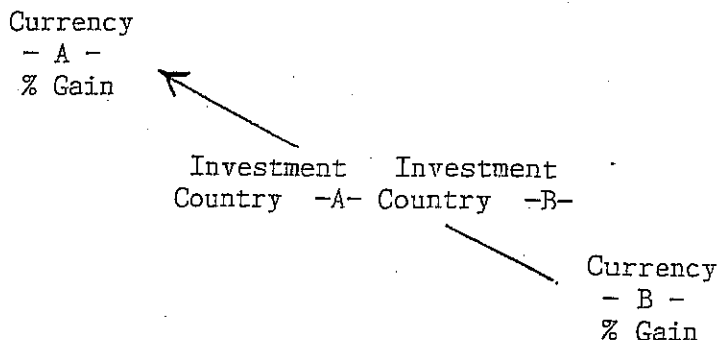 Currency
- A -
% Gain
Investment Investment
Country -A- Country -B-
Currency
- B -
% Gain